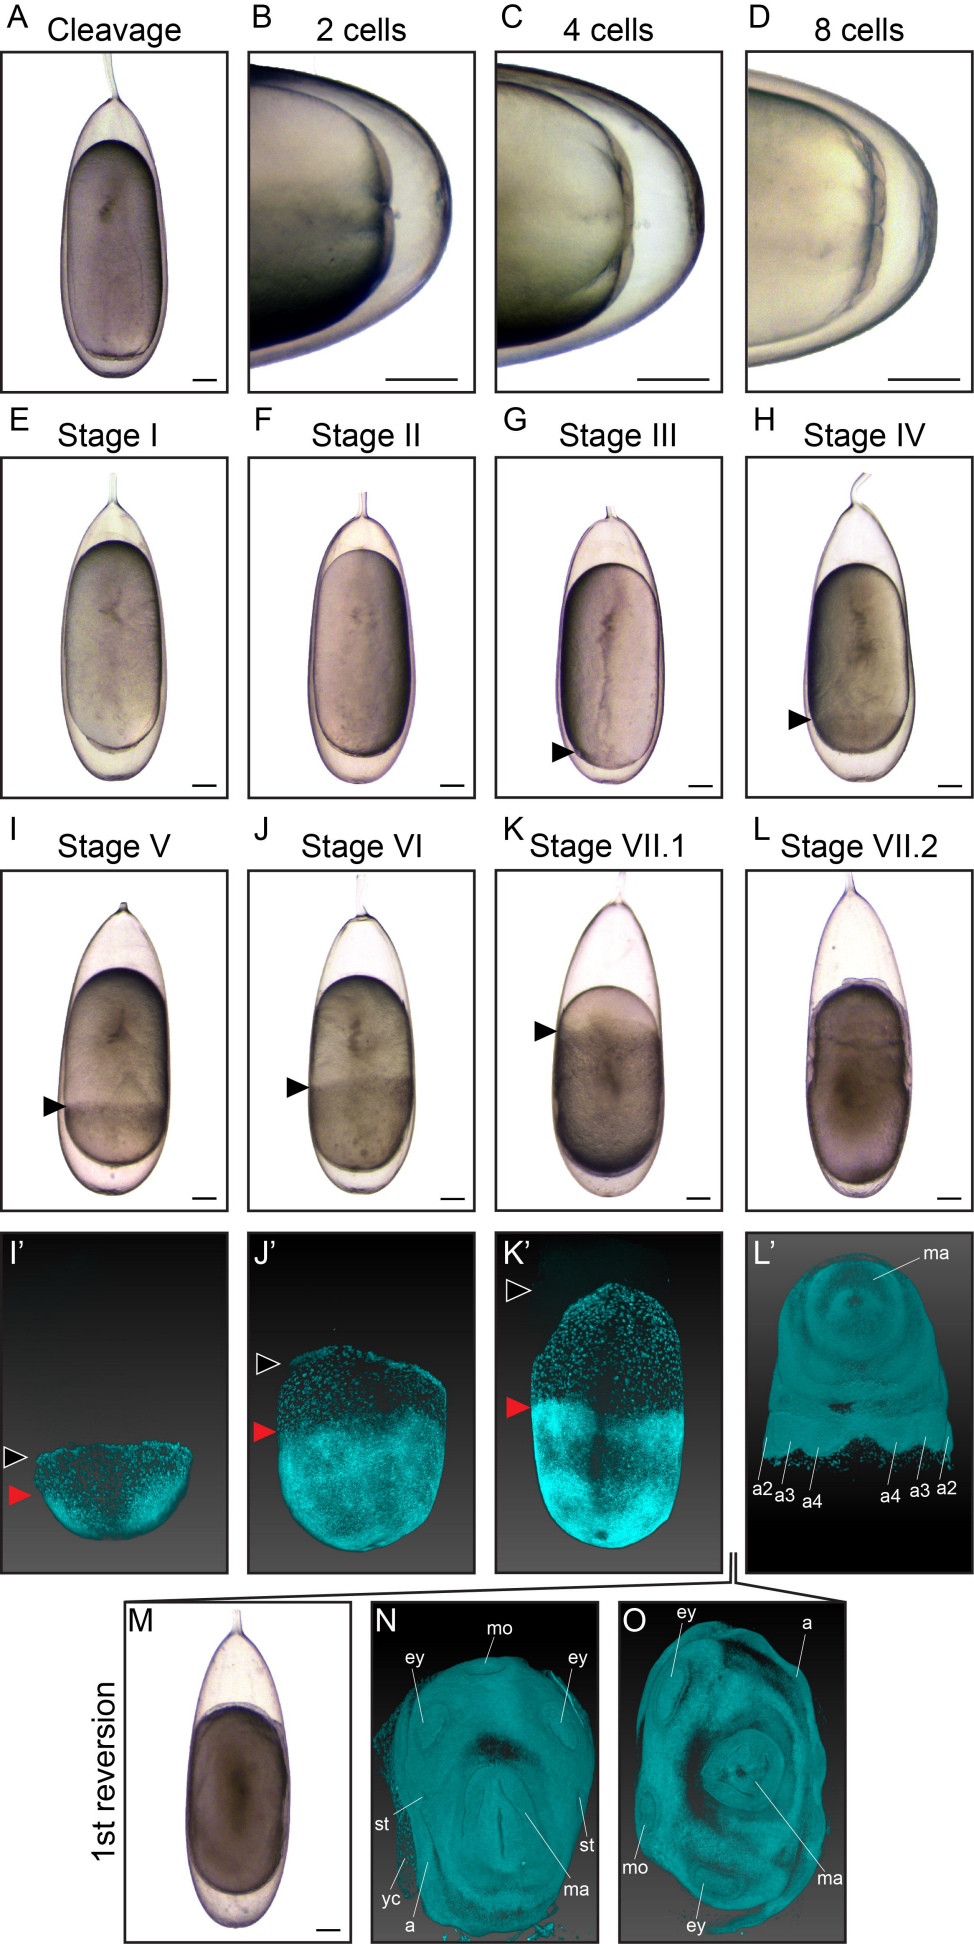 A Cleavage
B 2 cells
C 4 cells
D 8 cells
E Stage I
F Stage II
G Stage III
H Stage IV
I Stage V
J Stage VI
K Stage VII.1
L Stage VII.2
I’
J’
K’
L’
ma
a2 a3 a4 a4 a3 a2
1st reversion
M
N
mo
ey
ey
st
st
yc
a
ma
O
ey
a
mo
ey
ma